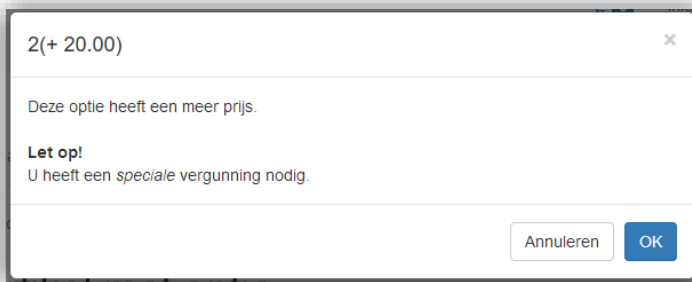 2(+ 20.00)
×
Deze optie heeft een meer prijs.
Let op!
U heeft een speciale vergunning nodig.
Annuleren
OK